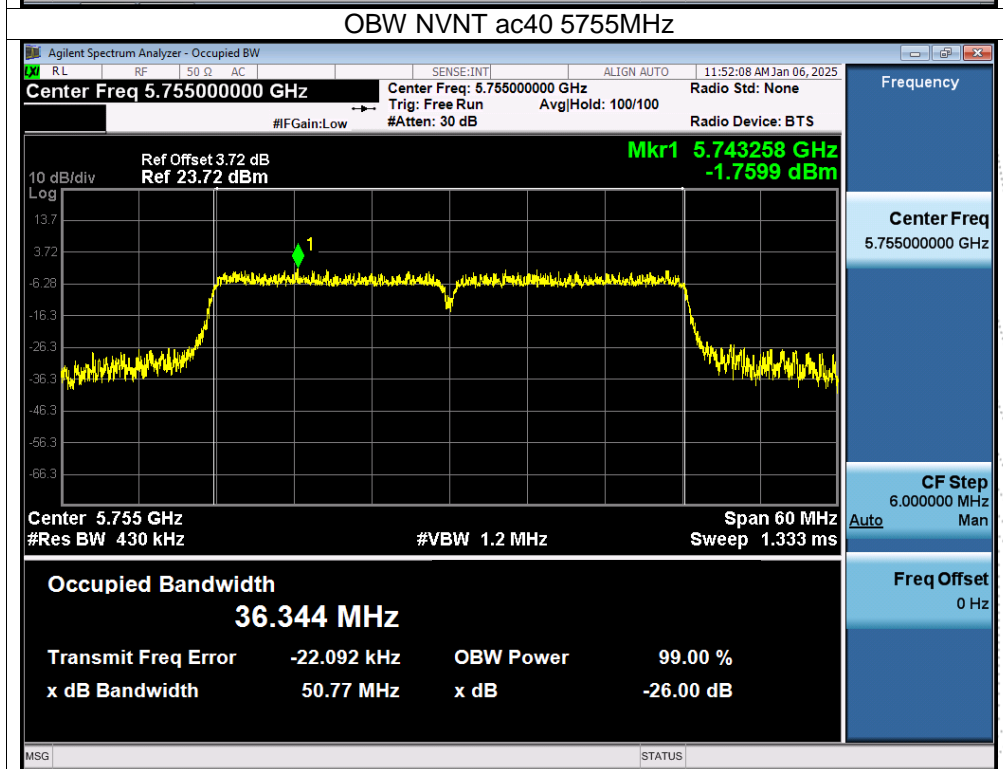 OBW NVNT ac40 5755MHz
Agilent Spectrum Analyzer - Occupied BW
LXI RL RF 50 Ω AC SENSE:INT ALIGN AUTO 11:52:08 AM Jan 06, 2025
Center Freq 5.755000000 GHz
Center Freq: 5.755000000 GHz
Radio Std: None
Trig: Free Run Avg|Hold: 100/100
#IFGain:Low
#Atten: 30 dB
Radio Device: BTS
Frequency
Mkr1 5.743258 GHz
-1.7599 dBm
Ref Offset 3.72 dB
10 dB/div Ref 23.72 dBm
Log
13.7
3.72
-6.28
-16.3
-26.3
-36.3
-46.3
-56.3
-66.3
1
Center 5.755 GHz
Span 60 MHz
#Res BW 430 kHz
#VBW 1.2 MHz
Sweep 1.333 ms
Center Freq
5.755000000 GHz
CF Step
6.000000 MHz
Auto Man
Freq Offset
0 Hz
Occupied Bandwidth
36.344 MHz
Transmit Freq Error -22.092 kHz OBW Power 99.00 %
x dB Bandwidth 50.77 MHz x dB -26.00 dB
MSG STATUS